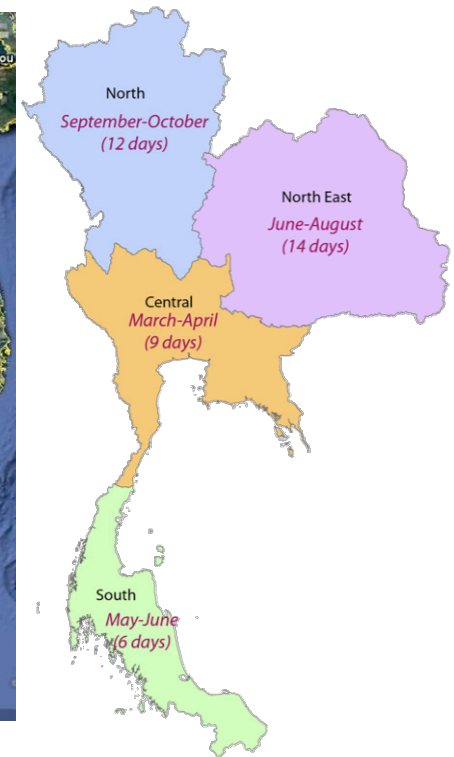 ou
North
September-October
(12 days)
North East
June-August
(14 days)
Central
March-April
(9 days)
South
May-June
(6 days)